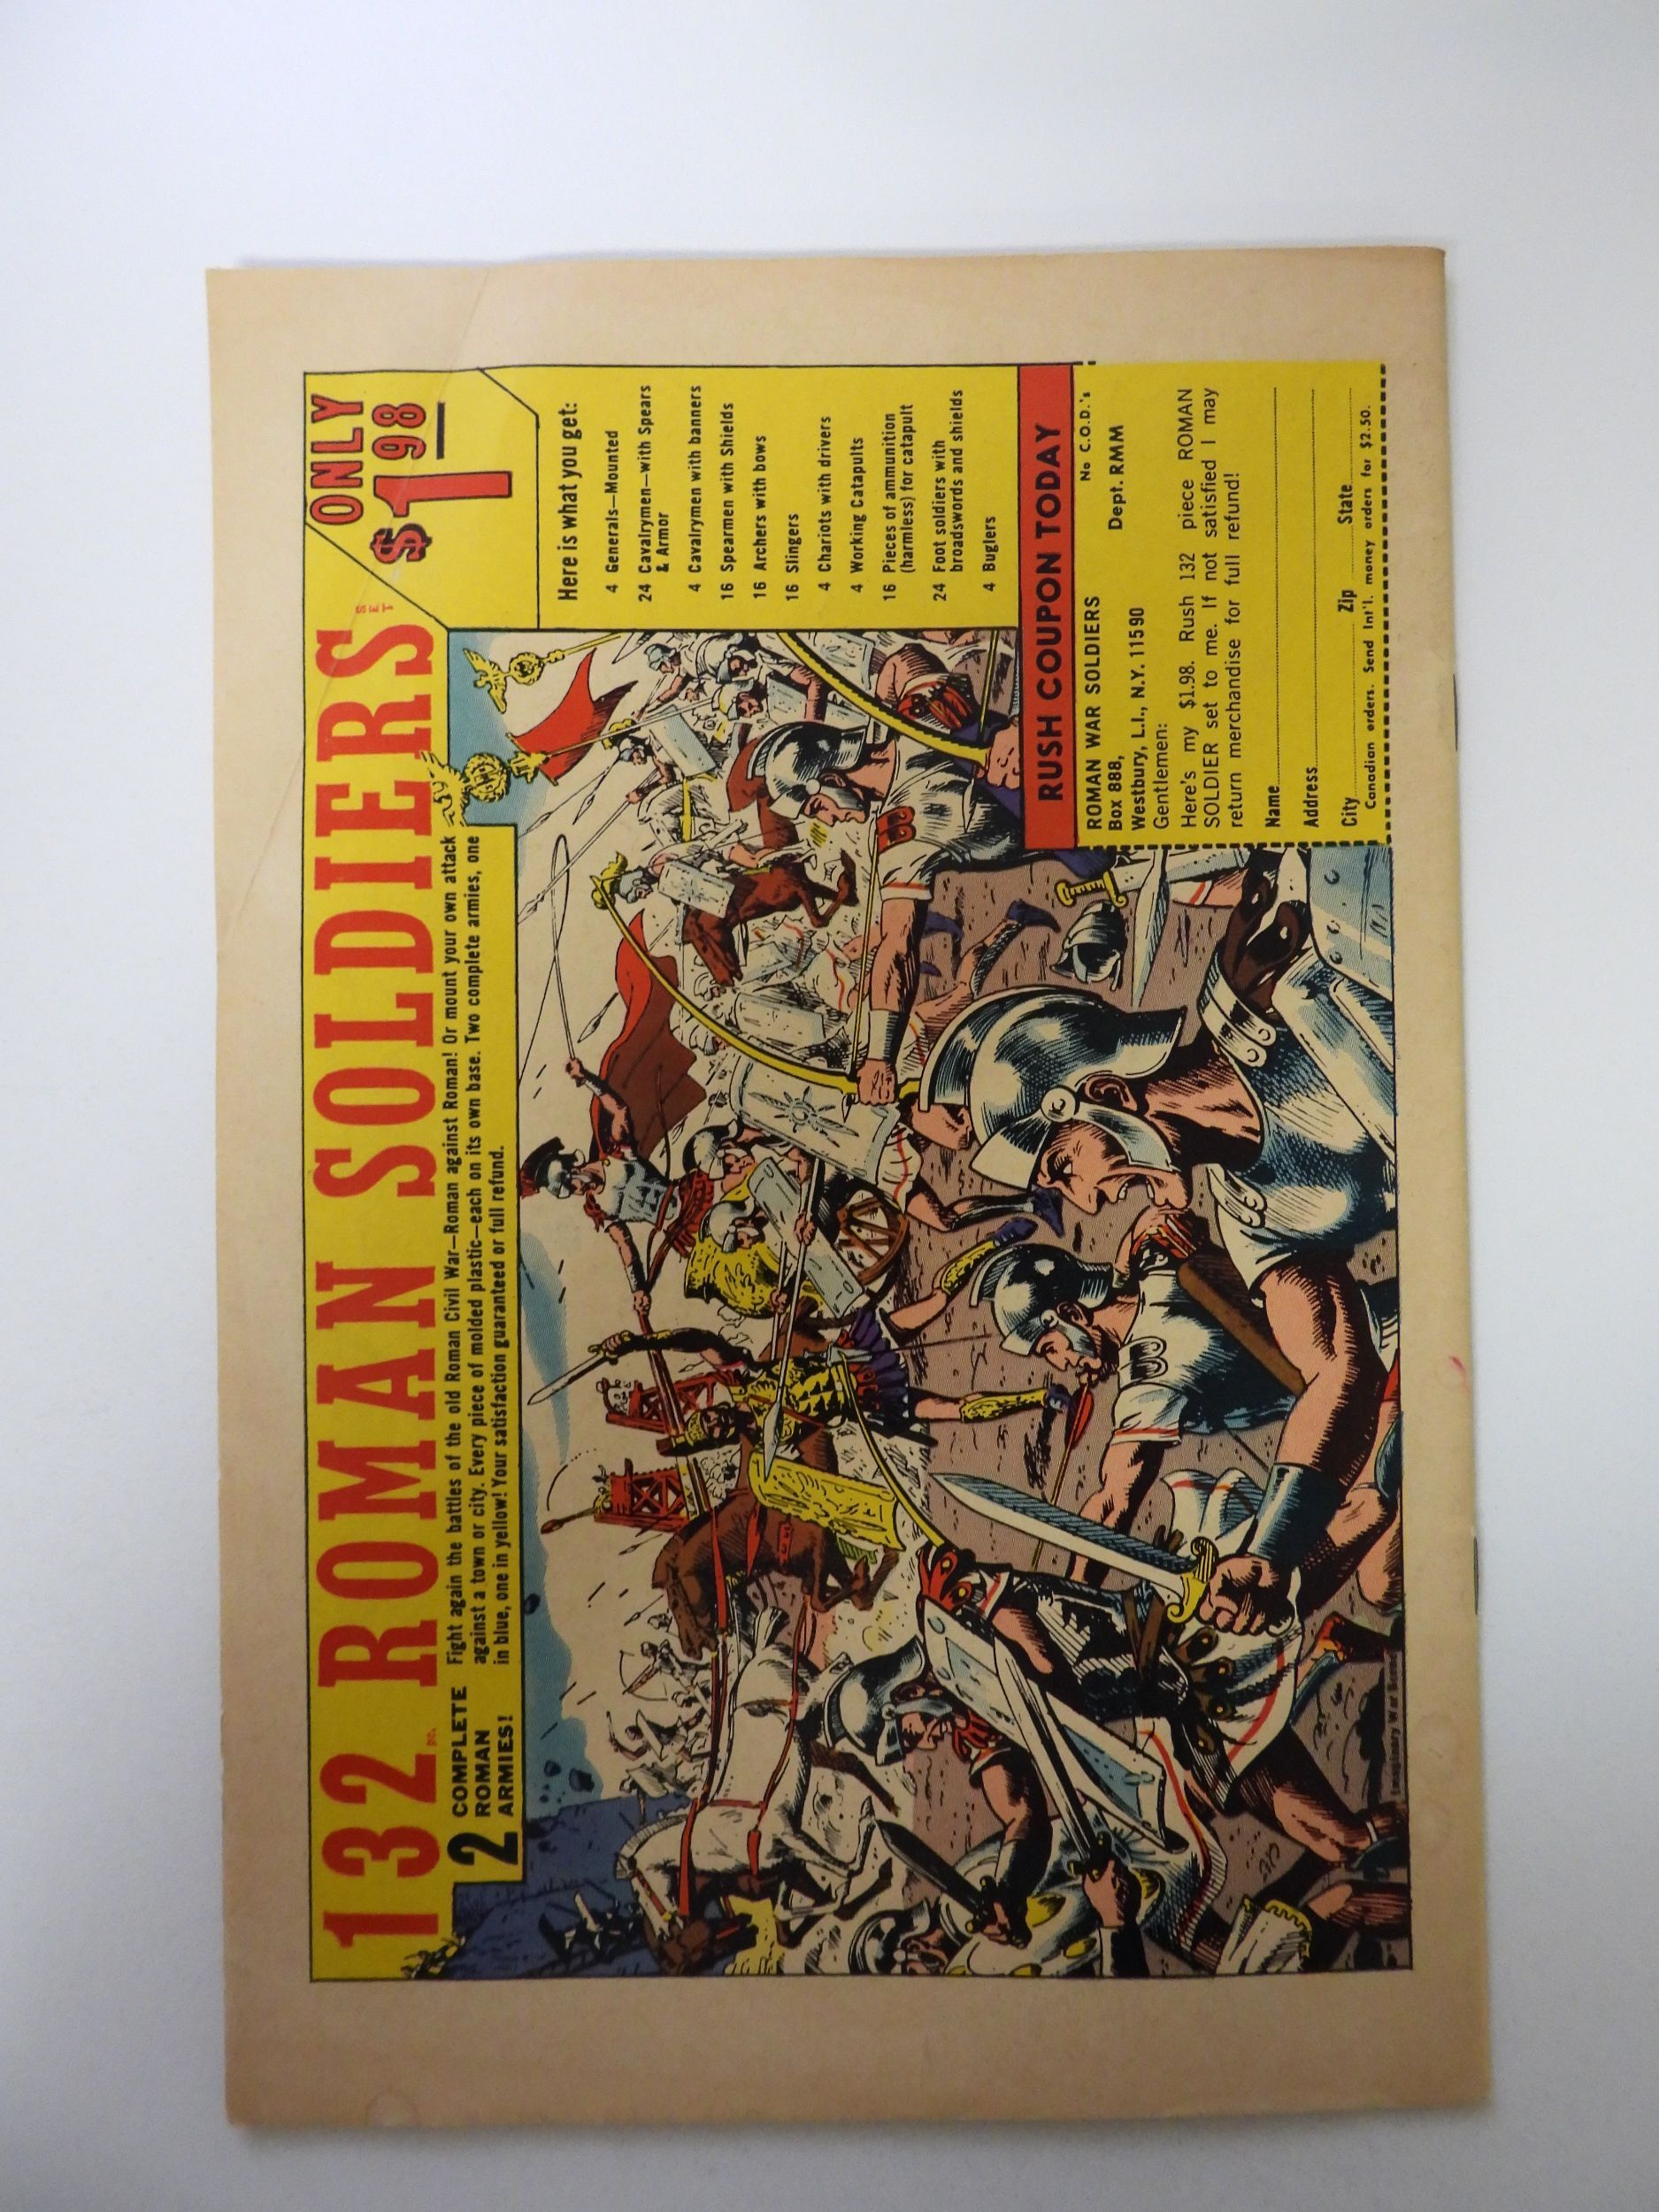 132 PC. ROMAN SOLDIERS SET
ONLY
$1.98
2 COMPLETE
ROMAN
ARMIES!
Fight again the battles of the old Roman Civil War—Roman against Roman! Or mount your own attack
against a town or city. Every piece of molded plastic—each on its own base. Two complete armies, one
in blue, one in yellow! Your satisfaction guaranteed or full refund.
Here is what you get:
4 Generals—Mounted
24 Cavalrymen—with Spears
& Armor
4 Cavalrymen with banners
16 Spearmen with Shields
16 Archers with bows
16 Slingers
4 Chariots with drivers
4 Working Catapults
16 Pieces of ammunition
(harmless) for catapult
24 Foot soldiers with
broadswords and shields
4 Buglers
RUSH COUPON TODAY
No C.O.D.'s
ROMAN WAR SOLDIERS
Box 888, Dept. RMM
Westbury, L.I., N.Y. 11590
Gentlemen:
Here's my $1.98. Rush 132 piece ROMAN
SOLDIER set to me. If not satisfied I may
return merchandise for full refund!
Name
Address
City Zip State
Canadian orders. Send Int'l. money orders for $2.50.
Imaginary War Scene